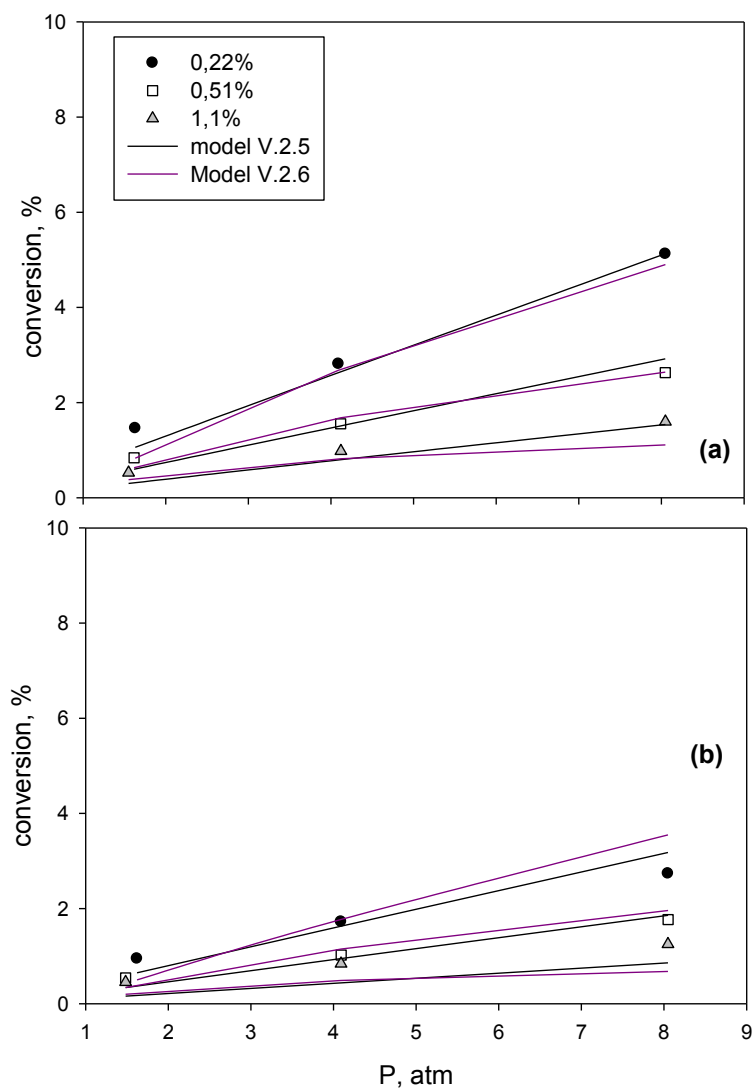 10
0,22%
0,51%
1,1%
model V.2.5
Model V.2.6
8
6
4
2
0
conversion, %
(a)
10
8
6
4
2
0
conversion, %
(b)
1 2 3 4 5 6 7 8 9
P, atm